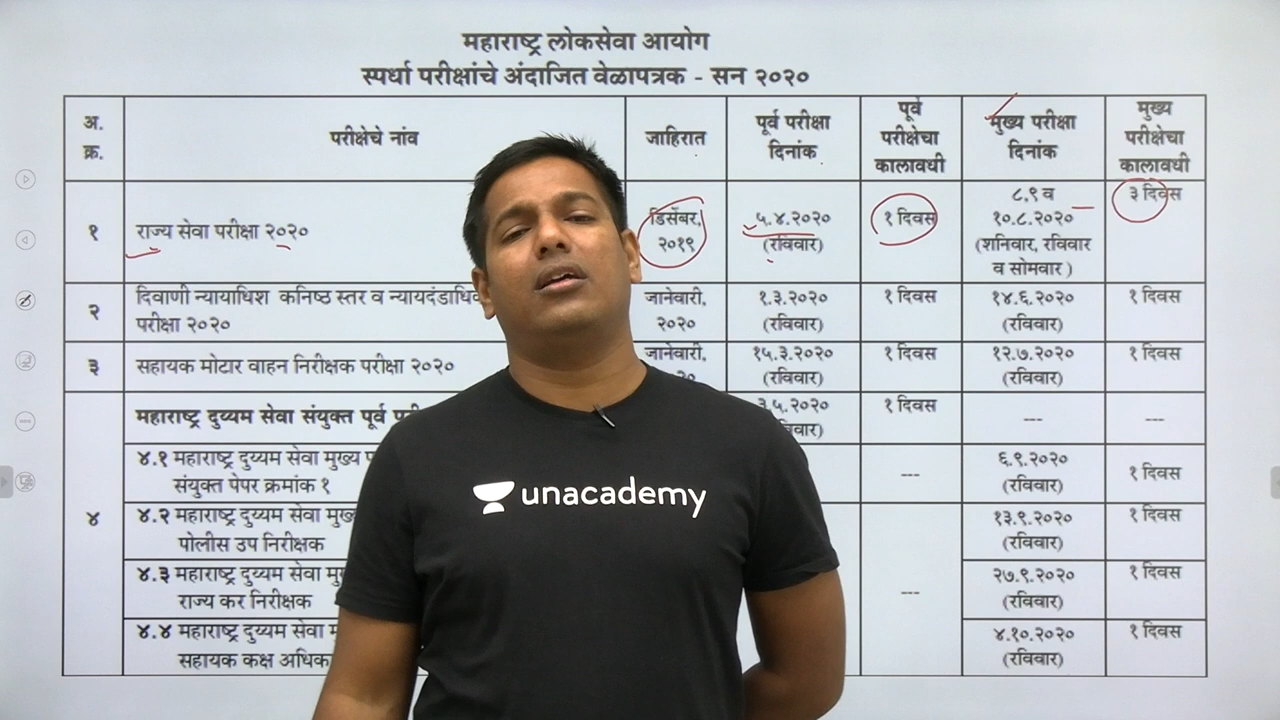 महाराष्ट्र लोकसेवा आयोग
स्पर्धा परीक्षांचे अंदाजित वेळापत्रक - सन २०२०
अ. क्र.
परीक्षेचे नांव
जाहिरात
पूर्व परीक्षा दिनांक
पूर्व परीक्षेचा कालावधी
मुख्य परीक्षा दिनांक
मुख्य परीक्षेचा कालावधी
१
राज्य सेवा परीक्षा २०२०
डिसेंबर,
२०१९
५.४.२०२०
(रविवार)
१ दिवस
८,९ व
१०.८.२०२०
(शनिवार, रविवार
व सोमवार )
३ दिवस
२
दिवाणी न्यायाधिश कनिष्ठ स्तर व
परीक्षा २०२०
जानेवारी,
२०२०
१.३.२०२०
(रविवार)
१ दिवस
१४.६.२०२०
(रविवार)
१ दिवस
३
सहायक मोटार वाहन निरीक्षक परीक्षा २०२०
जानेवारी,
१५.३.२०२०
(रविवार)
१ दिवस
१२.७.२०२०
(रविवार)
१ दिवस
४
महाराष्ट्र दुय्यम सेवा संयुक्त पूर्व
३.५.२०२०
१ दिवस
---
---
४.१ महाराष्ट्र दुय्यम सेवा मुख्य
संयुक्त पेपर क्रमांक १
---
६.९.२०२०
(रविवार)
१ दिवस
४.२ महाराष्ट्र दुय्यम सेवा
पोलीस उप निरीक्षक
१३.९.२०२०
(रविवार)
१ दिवस
४.३ महाराष्ट्र दुय्यम सेवा
राज्य कर निरीक्षक
---
२७.९.२०२०
(रविवार)
१ दिवस
४.४ महाराष्ट्र दुय्यम सेवा
सहायक कक्ष
४.१०.२०२०
(रविवार)
१ दिवस
unacademy